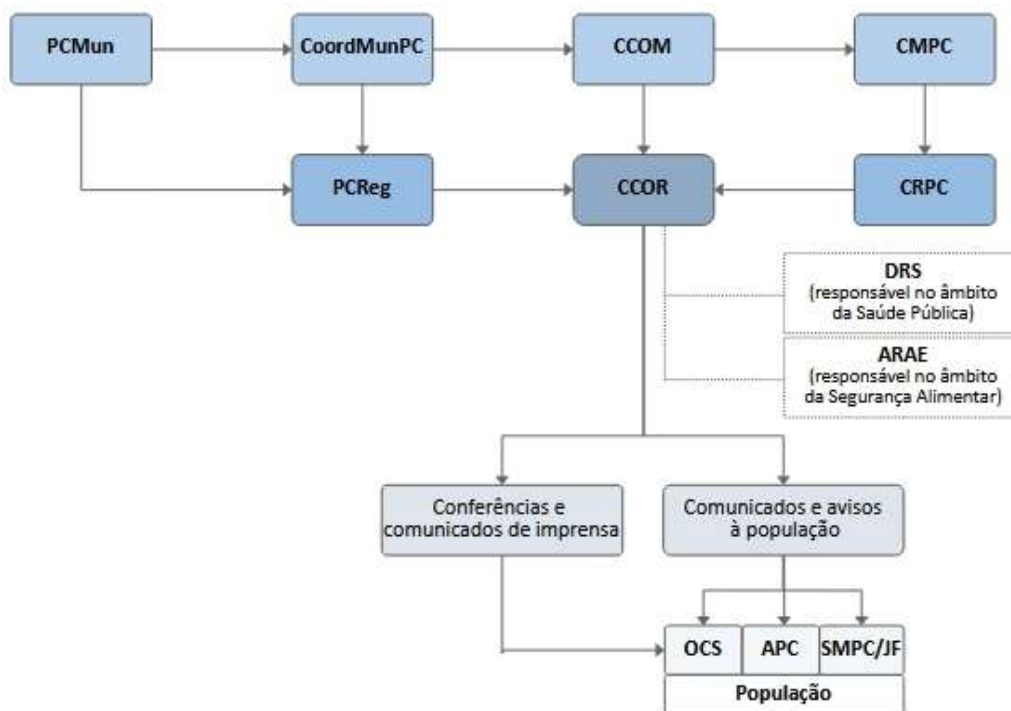 PCMun
CoordMunPC
CCOM
CMPC
PCReg
CCOR
CRPC
DRS
(responsável no âmbito
da Saúde Pública)
ARAE
(responsável no âmbito
da Segurança Alimentar)
Conferências e
comunicados de imprensa
Comunicados e avisos
à população
OCS
APC
SMPC/JF
População